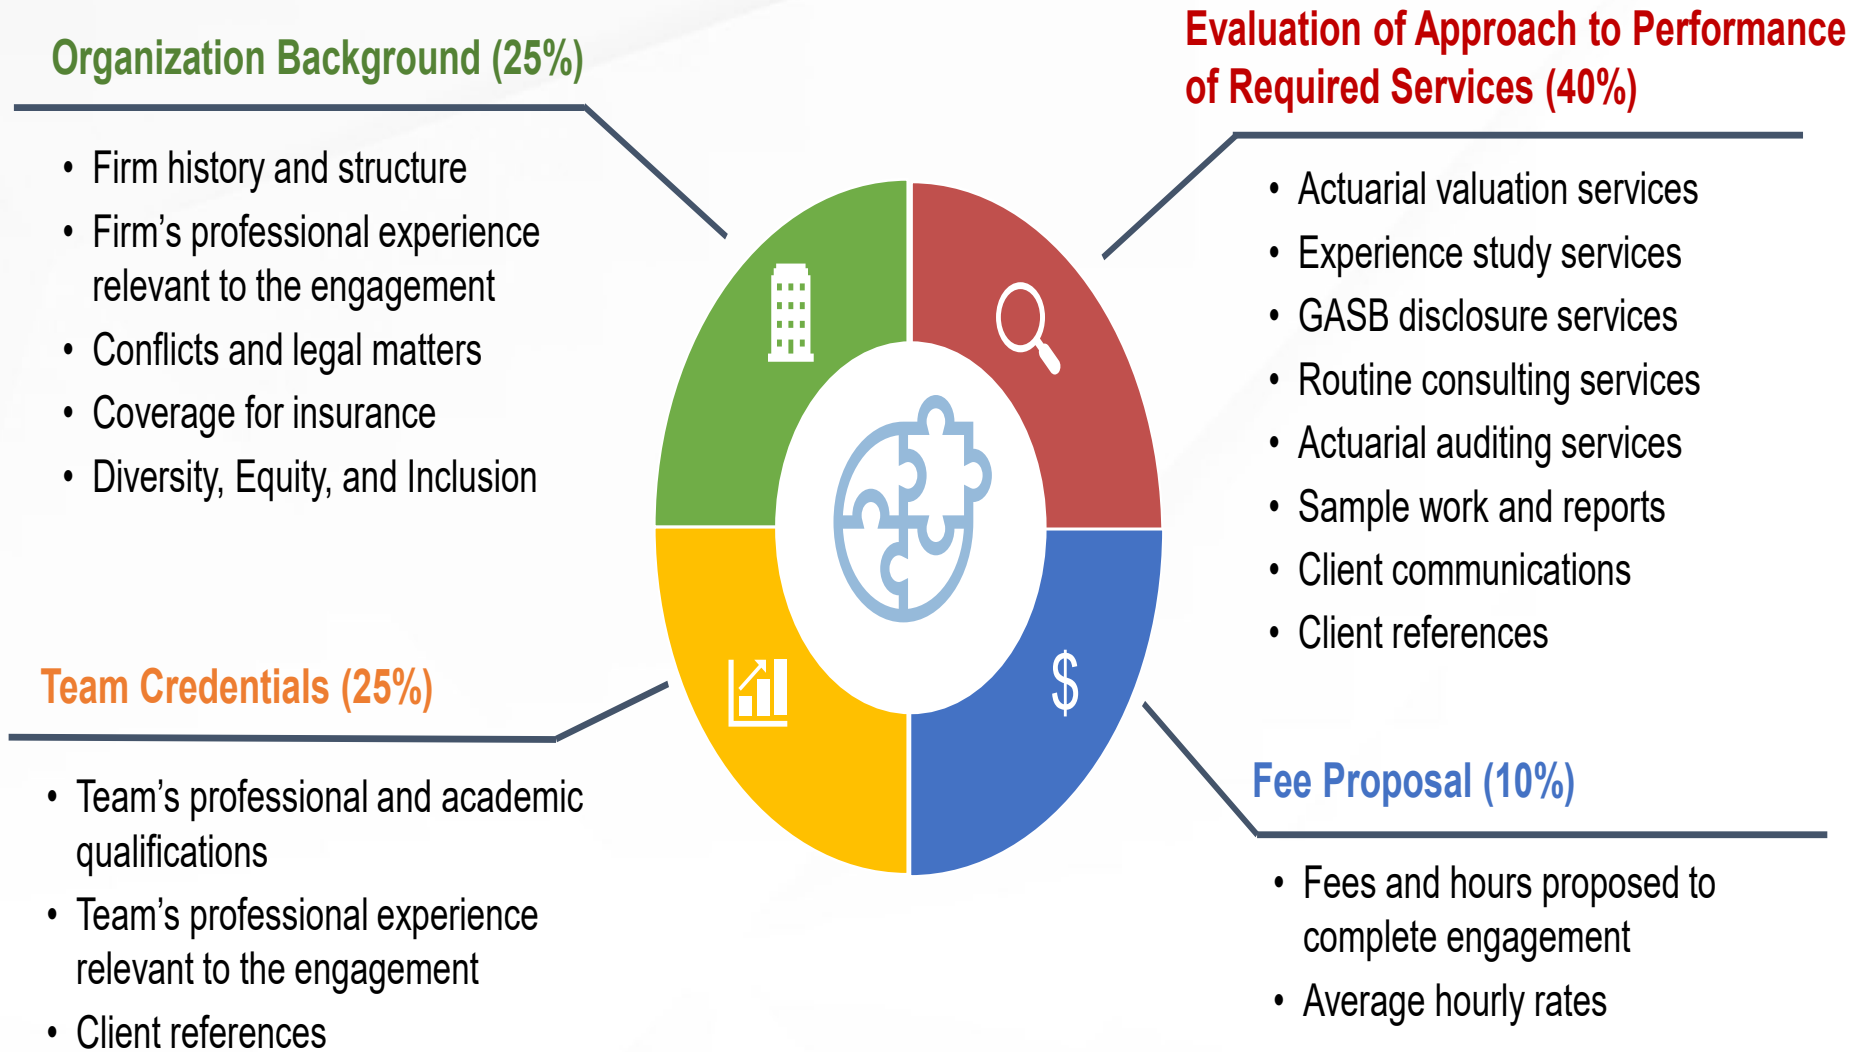 Organization Background (25%)
• Firm history and structure
• Firm’s professional experience
relevant to the engagement
• Conflicts and legal matters
• Coverage for insurance
• Diversity, Equity, and Inclusion
Evaluation of Approach to Performance
of Required Services (40%)
• Actuarial valuation services
• Experience study services
• GASB disclosure services
• Routine consulting services
• Actuarial auditing services
• Sample work and reports
• Client communications
• Client references
Team Credentials (25%)
• Team’s professional and academic
qualifications
• Team’s professional experience
relevant to the engagement
• Client references
$
Fee Proposal (10%)
• Fees and hours proposed to
complete engagement
• Average hourly rates